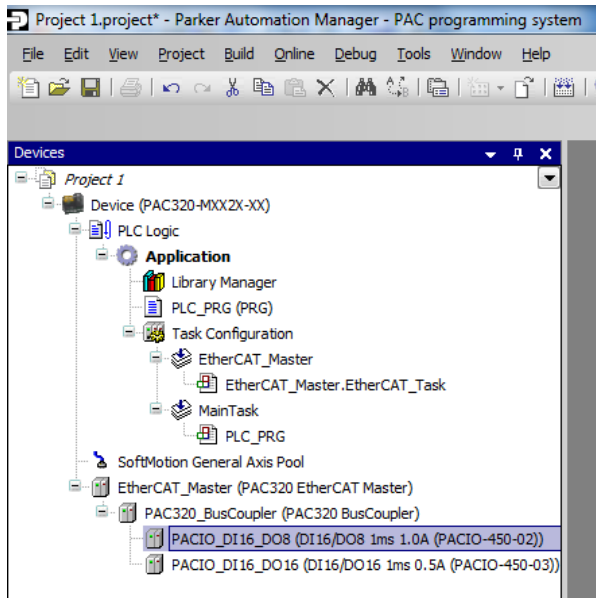 Project 1.project* - Parker Automation Manager - PAC programming system
File Edit View Project Build Online Debug Tools Window Help
Devices
Project 1
Device (PAC320-MXX2X-XX)
PLC Logic
Application
Library Manager
PLC_PRG (PRG)
Task Configuration
EtherCAT_Master
EtherCAT_Master.EtherCAT_Task
MainTask
PLC_PRG
SoftMotion General Axis Pool
EtherCAT_Master (PAC320 EtherCAT Master)
PAC320_BusCoupler (PAC320 BusCoupler)
PACIO_DI16_DO8 (DI16/DO8 1ms 1.0A (PACIO-450-02))
PACIO_DI16_DO16 (DI16/DO16 1ms 0.5A (PACIO-450-03))